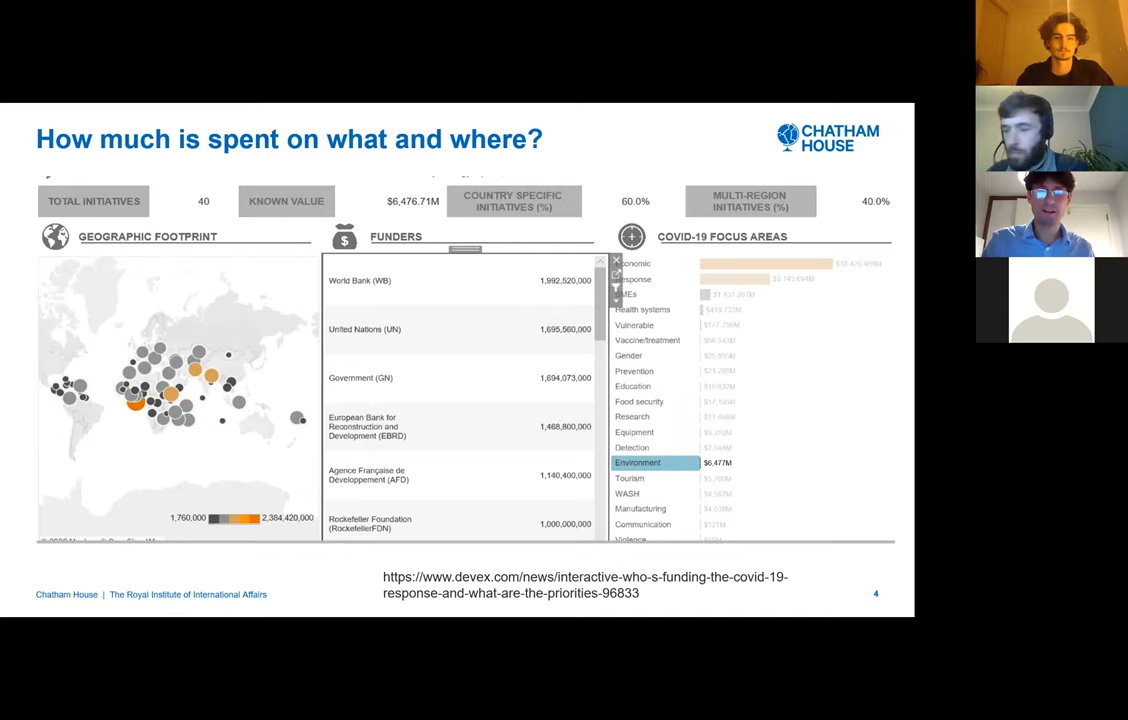 How much is spent on what and where?
CHATHAM
HOUSE
TOTAL INITIATIVES
40
KNOWN VALUE
$6,476.71M
COUNTRY SPECIFIC
INITIATIVES (%)
60.0%
MULTI-REGION
INITIATIVES (%)
40.0%
GEOGRAPHIC FOOTPRINT
$
FUNDERS
COVID-19 FOCUS AREAS
1,760,000
2,384,420,000
World Bank (WB)
1,992,520,000
United Nations (UN)
1,695,560,000
Government (GN)
1,694,073,000
European Bank for
Reconstruction and
Development (EBRD)
1,468,800,000
Agence Française de
Développement (AFD)
1,140,400,000
Rockefeller Foundation
(RockefellerFDN)
1,000,000,000
Health systems
Vulnerable
Vaccine/treatment
Gender
Prevention
Education
Food security
Research
Equipment
Detection
Environment
$6,477M
Tourism
WASH
Manufacturing
Communication
$121M
Violence
https://www.devex.com/news/interactive-who-s-funding-the-covid-19-
response-and-what-are-the-priorities-96833
Chatham House | The Royal Institute of International Affairs
4